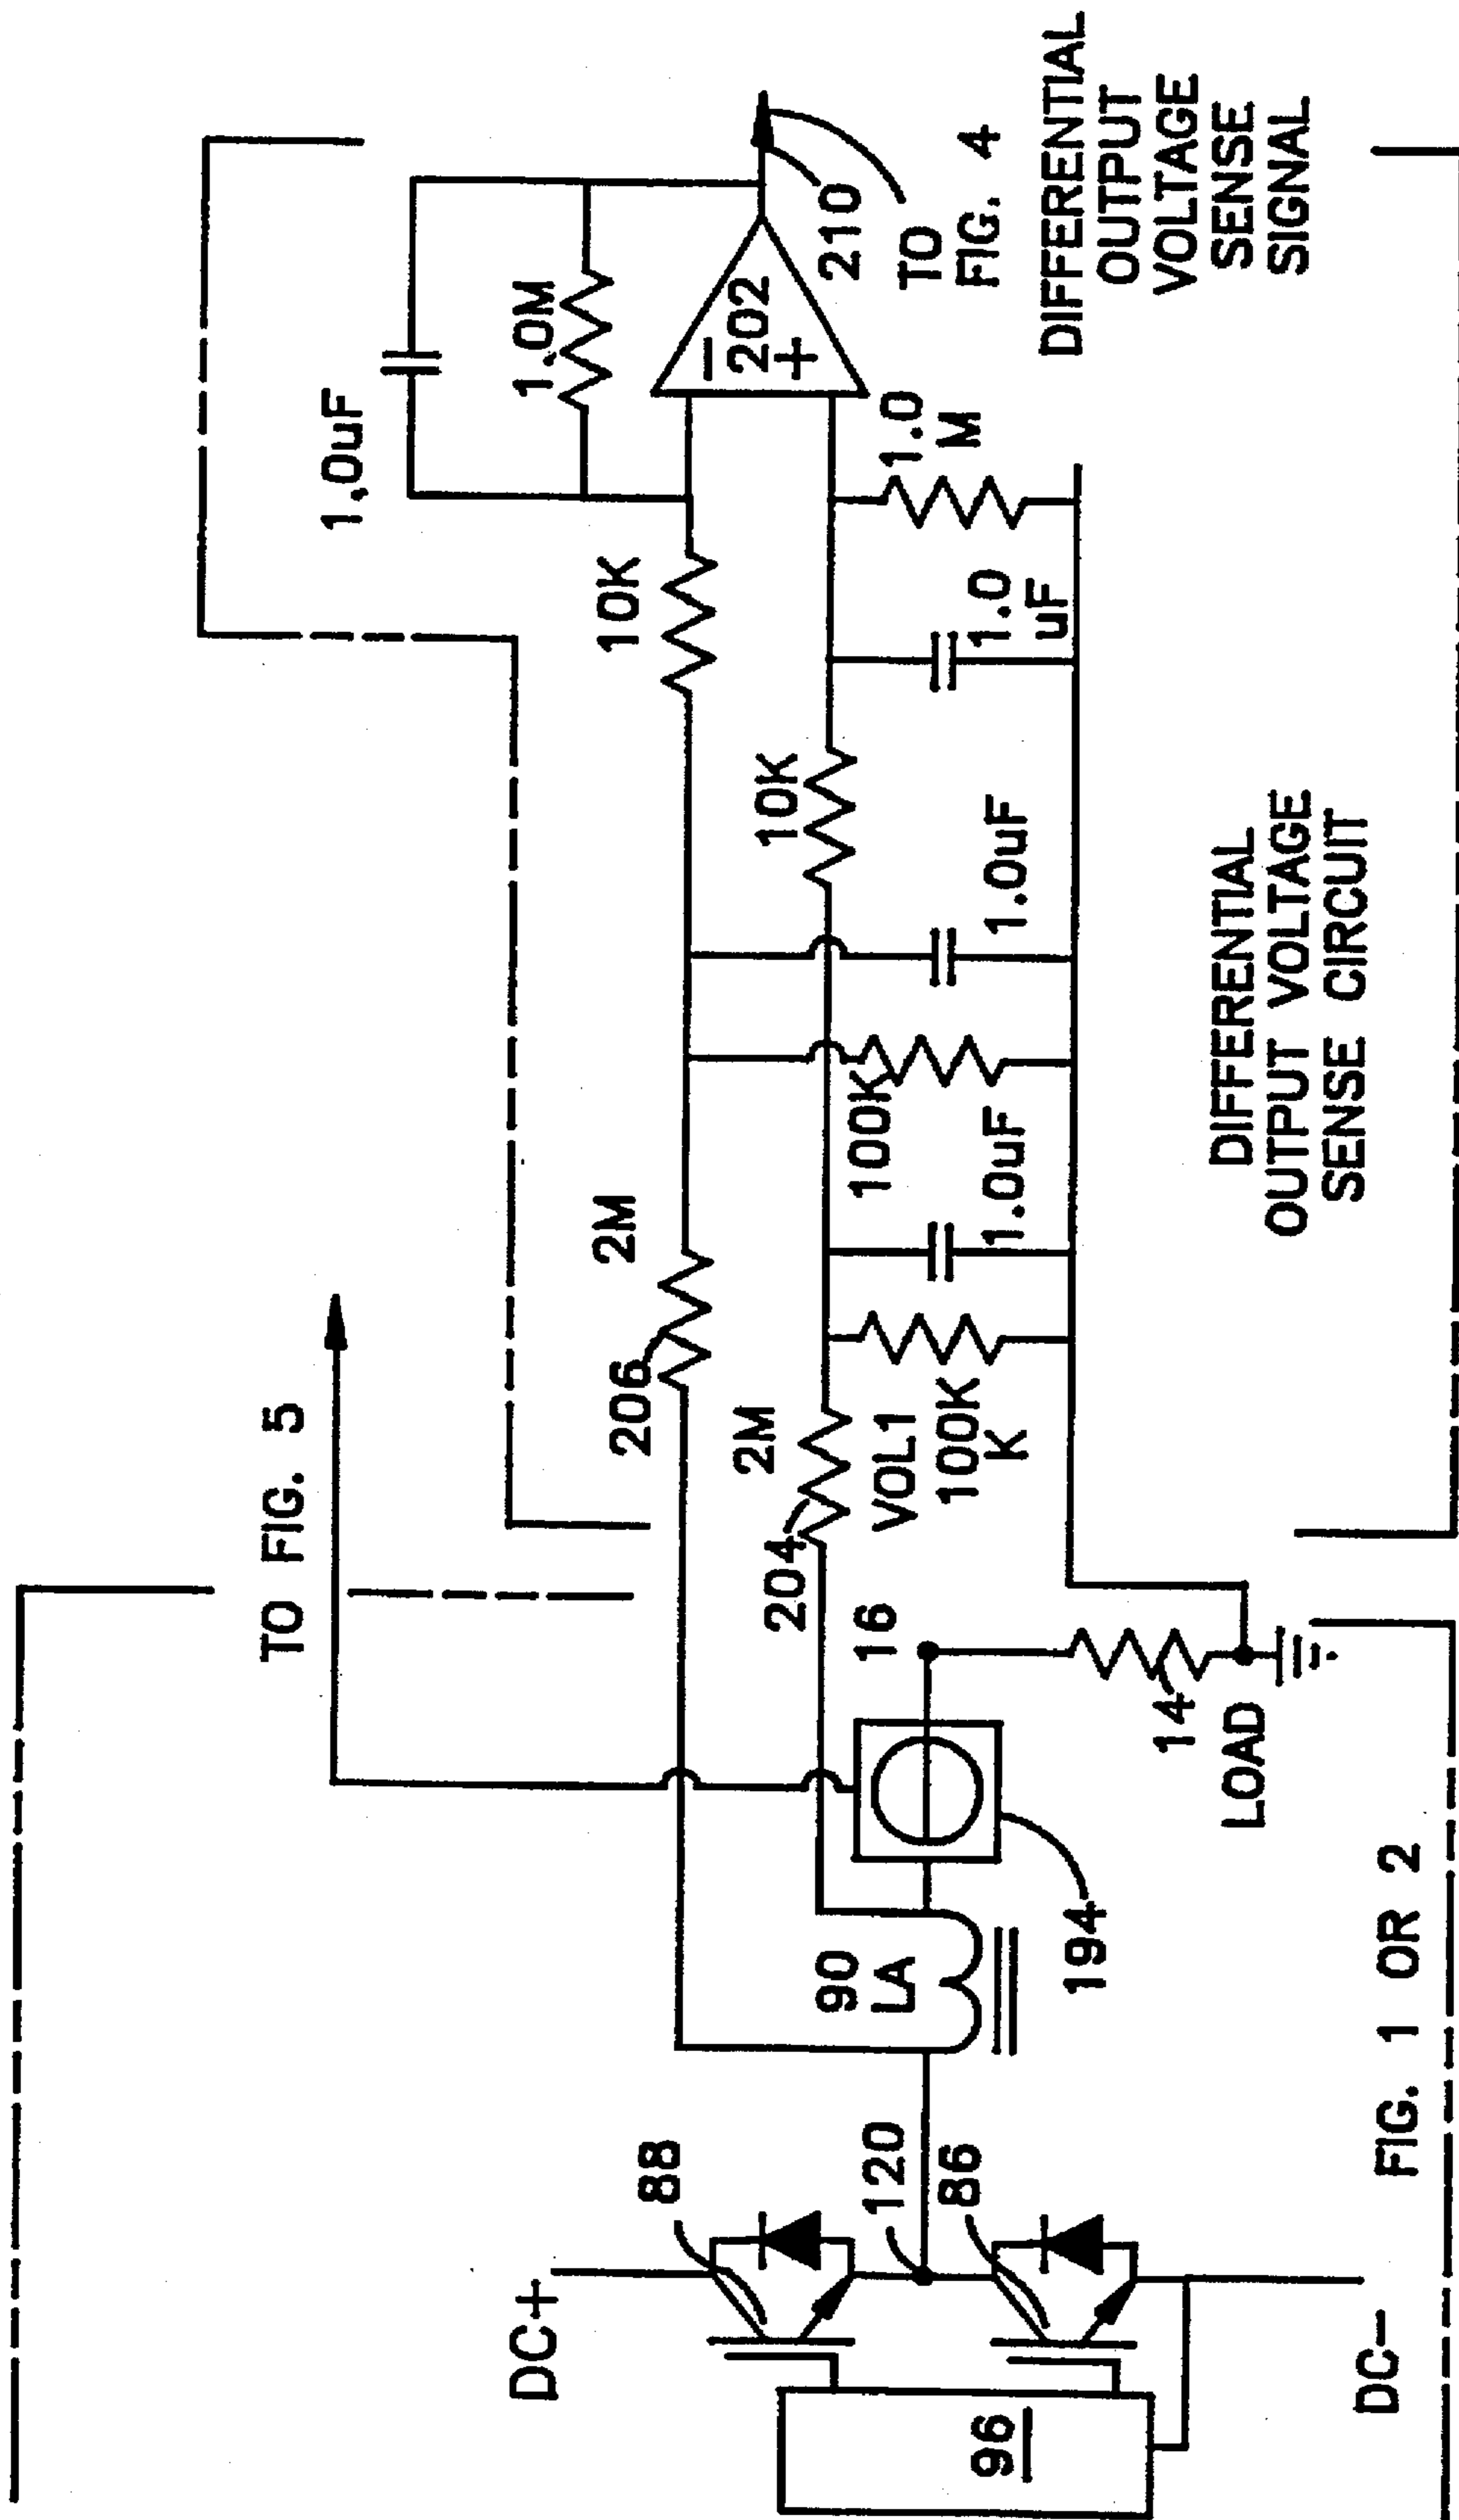 1.0uF
1.0M
10K
202
−
+
210
TO
FIG. 4
DIFFERENTIAL
OUTPUT
VOLTAGE
SENSE
SIGNAL
1.0
M
10K
1.0
uF
1.0uF
100K
1.0uF
2M
206
2M
204
VOL1
100K
K
DIFFERENTIAL
OUTPUT VOLTAGE
SENSE CIRCUIT
TO FIG. 5
16
14
LOAD
90
LA
194
88
120
86
DC+
96
DC−
FIG. 1 OR 2